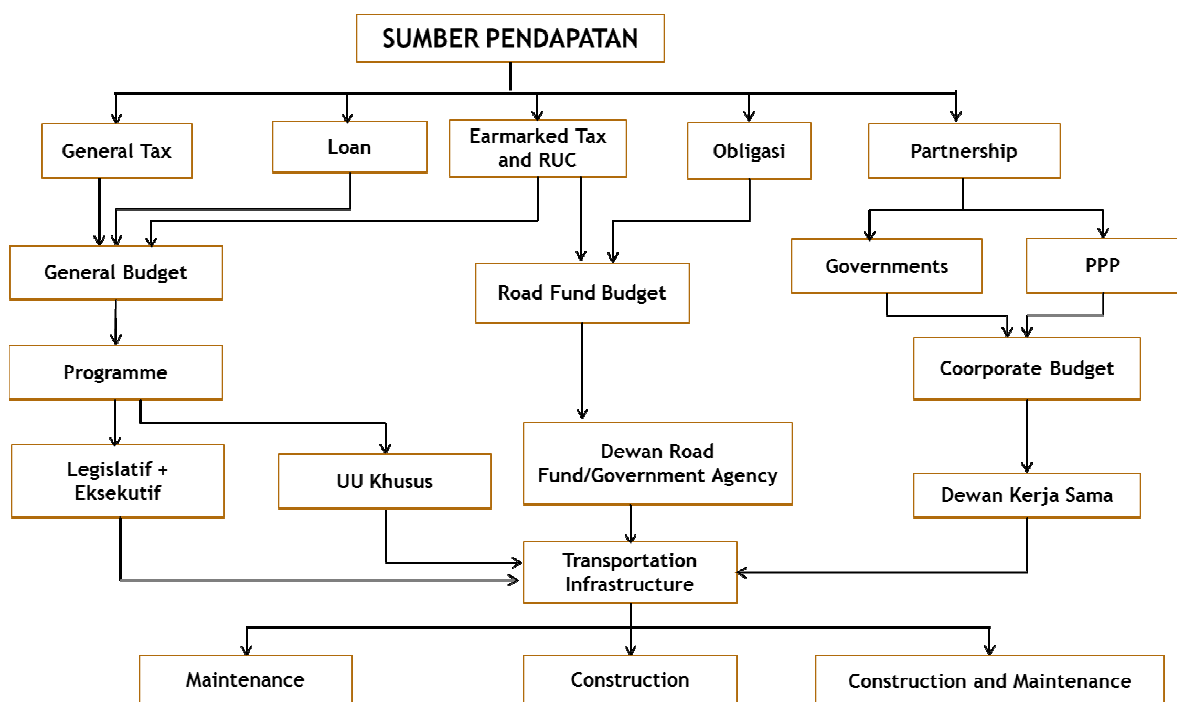 SUMBER PENDAPATAN
General Tax
Loan
Earmarked Tax
and RUC
Obligasi
Partnership
General Budget
Road Fund Budget
Governments
PPP
Programme
Coorporate Budget
Legislatif +
Eksekutif
UU Khusus
Dewan Road
Fund/Government Agency
Dewan Kerja Sama
Transportation
Infrastructure
Maintenance
Construction
Construction and Maintenance